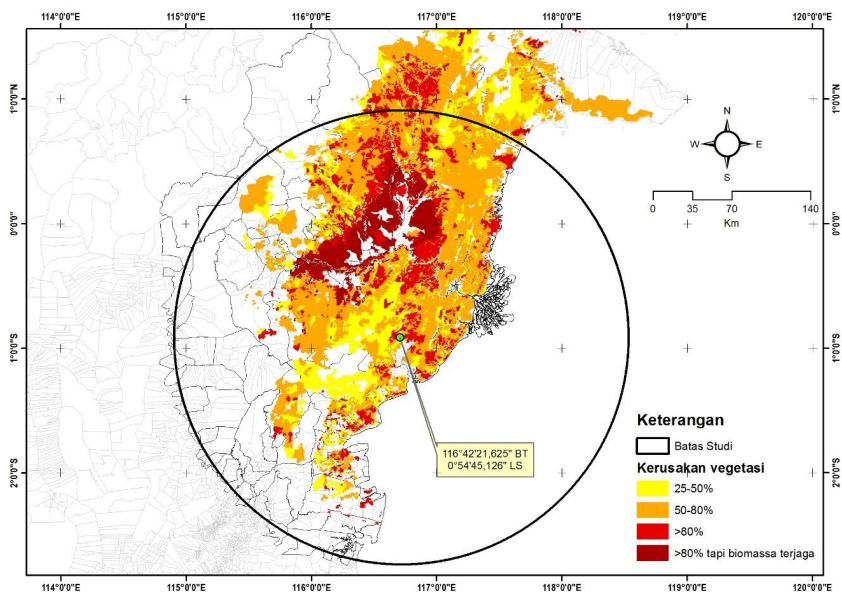 114°0'0"E 115°0'0"E 116°0'0"E 117°0'0"E 118°0'0"E 119°0'0"E 120°0'0"E
1°0'0"N 1°0'0"N
N
W E
S
0 35 70 140
Km
0°0'0" 0°0'0"
1°0'0"S 1°0'0"S
116°42'21,625" BT
0°54'45,126" LS
Keterangan
Batas Studi
Kerusakan vegetasi
25-50%
50-80%
>80%
>80% tapi biomassa terjaga
2°0'0"S 2°0'0"S
114°0'0"E 115°0'0"E 116°0'0"E 117°0'0"E 118°0'0"E 119°0'0"E 120°0'0"E